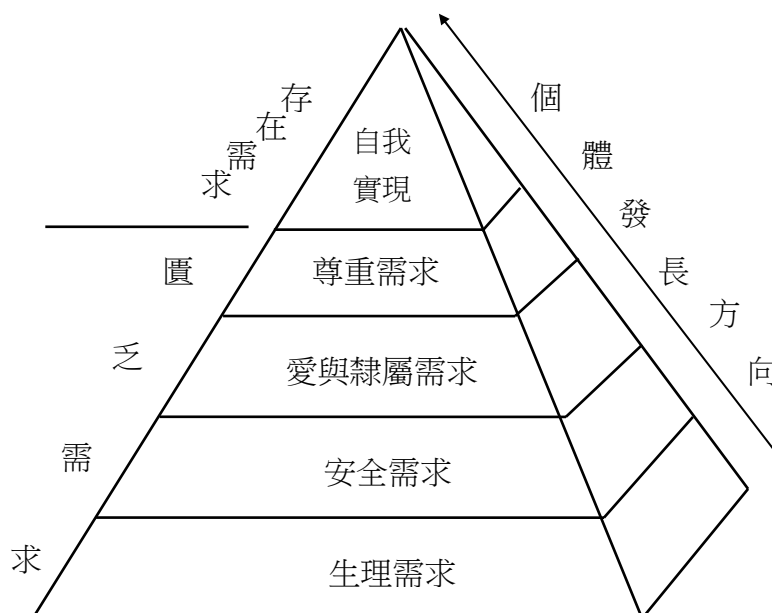 存在需求
匱乏需求
個體發長方向
自我
實現
尊重需求
愛與隸屬需求
安全需求
生理需求